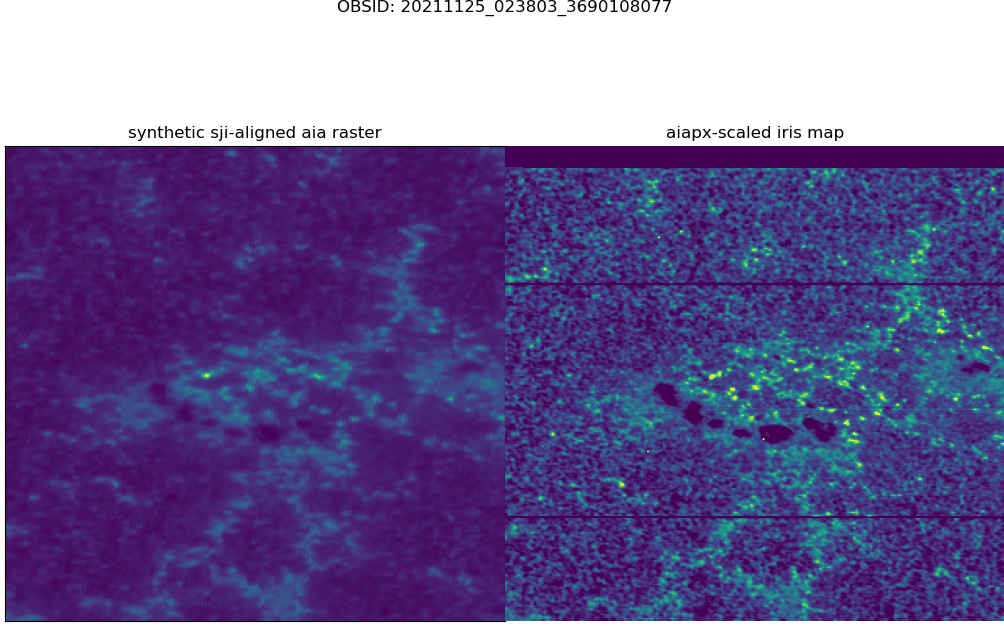 OBSID: 20211125_023803_3690108077
synthetic sji-aligned aia raster
aiapx-scaled iris map